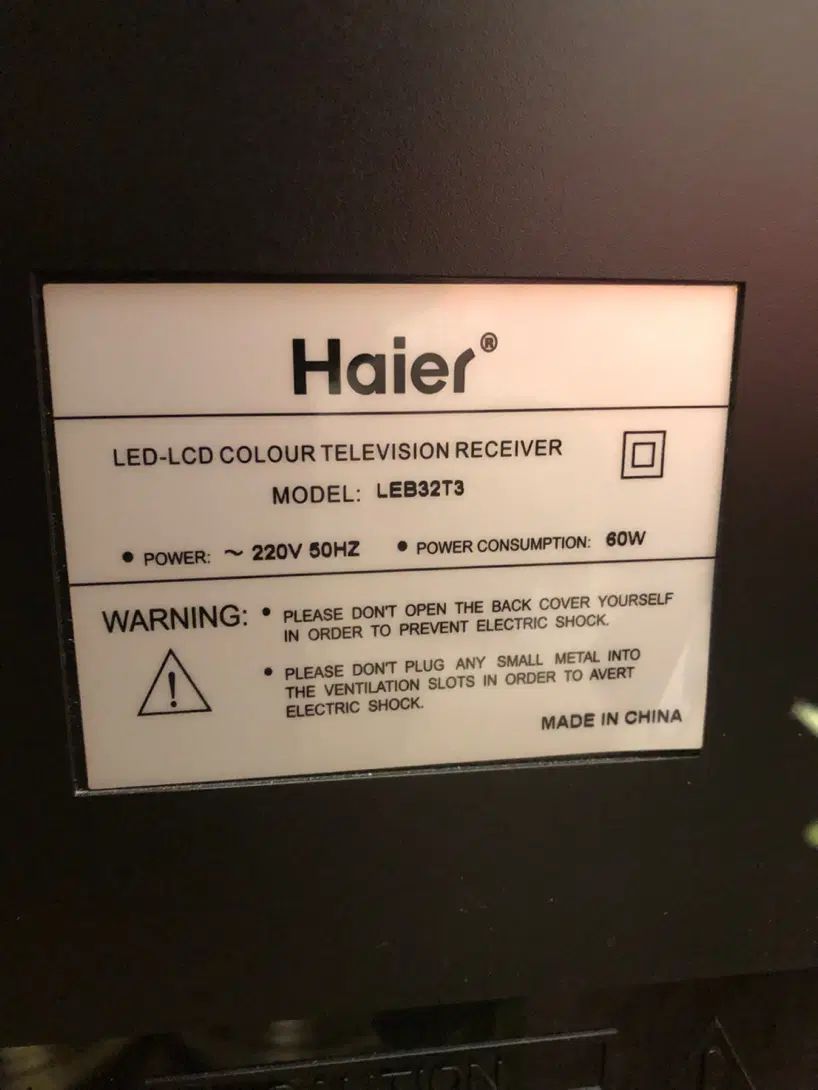 Haier®
LED-LCD COLOUR TELEVISION RECEIVER
MODEL: LEB32T3
• POWER: ~ 220V 50HZ • POWER CONSUMPTION: 60W
WARNING: • PLEASE DON'T OPEN THE BACK COVER YOURSELF
IN ORDER TO PREVENT ELECTRIC SHOCK.
• PLEASE DON'T PLUG ANY SMALL METAL INTO
THE VENTILATION SLOTS IN ORDER TO AVERT
ELECTRIC SHOCK.
MADE IN CHINA